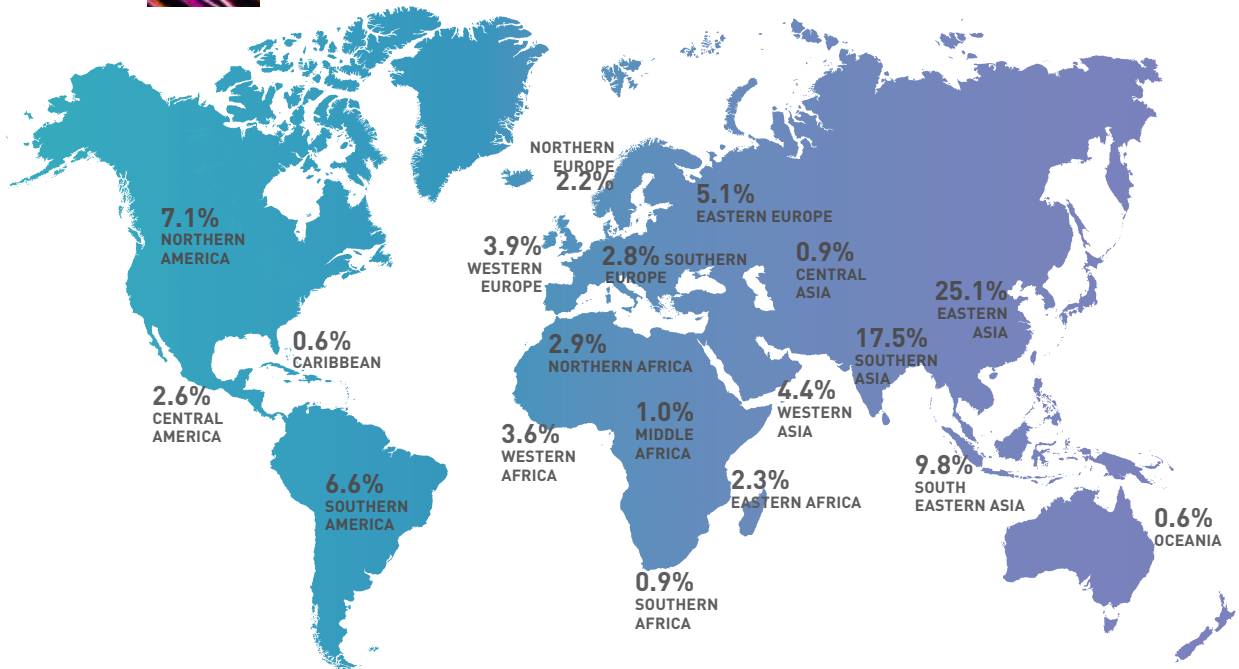 NORTHERN
EUROPE
2.2%
5.1%
EASTERN EUROPE
7.1%
NORTHERN
AMERICA
3.9%
WESTERN
EUROPE
2.8% SOUTHERN
EUROPE
0.9%
CENTRAL
ASIA
25.1%
EASTERN
ASIA
0.6%
CARIBBEAN
2.9%
NORTHERN AFRICA
17.5%
SOUTHERN
ASIA
2.6%
CENTRAL
AMERICA
4.4%
WESTERN
ASIA
1.0%
MIDDLE
AFRICA
3.6%
WESTERN
AFRICA
6.6%
SOUTHERN
AMERICA
2.3%
EASTERN AFRICA
9.8%
SOUTH
EASTERN ASIA
0.6%
OCEANIA
0.9%
SOUTHERN
AFRICA